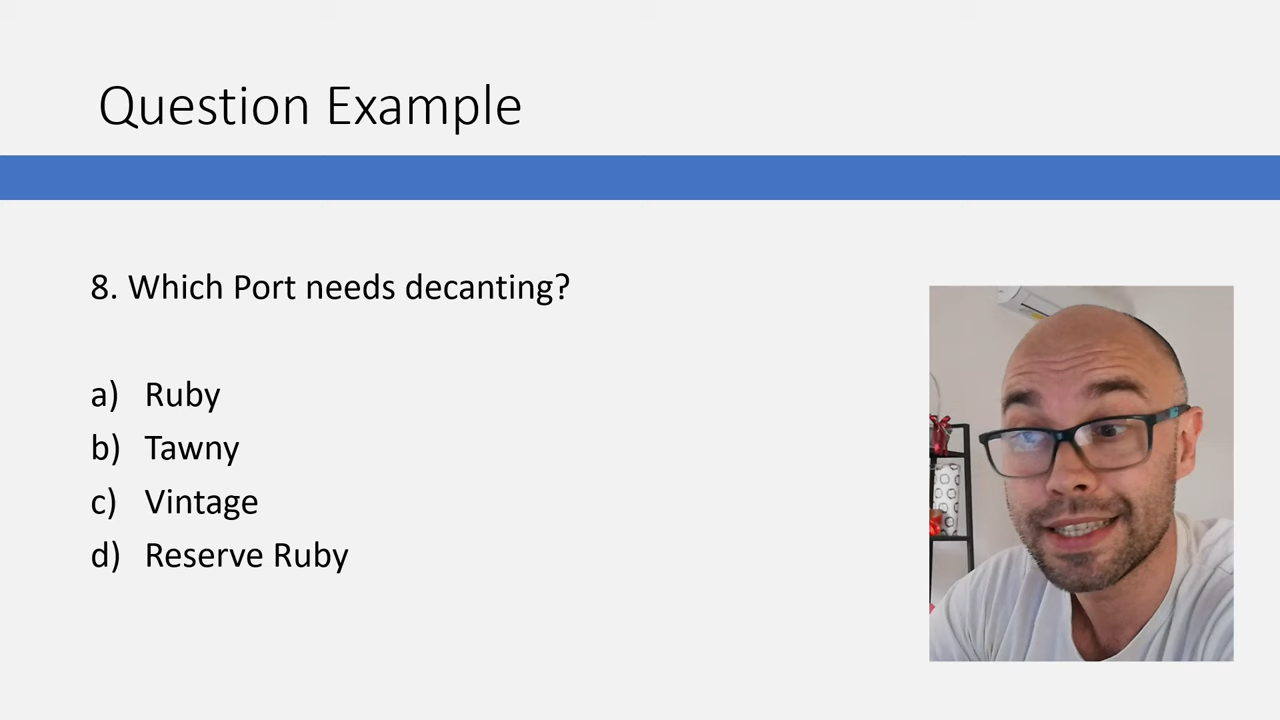 Question Example
8. Which Port needs decanting?
a) Ruby
b) Tawny
c) Vintage
d) Reserve Ruby